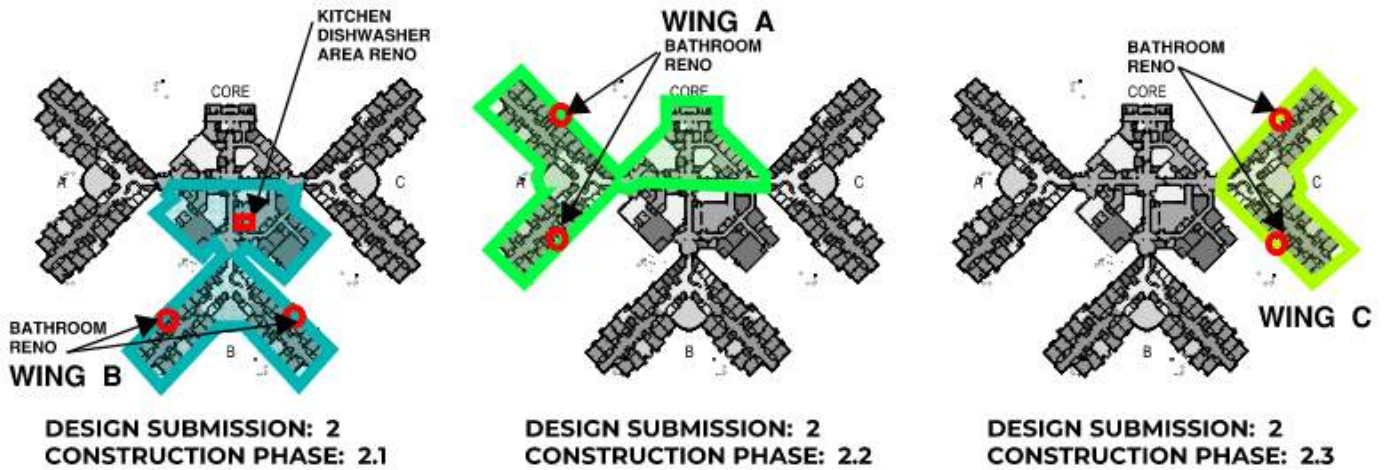 KITCHEN
DISHWASHER
AREA RENO
CORE
A
C
BATHROOM
RENO
WING B
B
DESIGN SUBMISSION: 2
CONSTRUCTION PHASE: 2.1
WING A
BATHROOM
RENO
CORE
A
C
B
DESIGN SUBMISSION: 2
CONSTRUCTION PHASE: 2.2
BATHROOM
RENO
CORE
A
C
WING C
B
DESIGN SUBMISSION: 2
CONSTRUCTION PHASE: 2.3